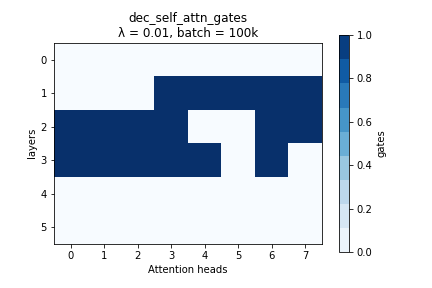 dec_self_attn_gates
λ = 0.01, batch = 100k
layers
0
1
2
3
4
5
0 1 2 3 4 5 6 7
Attention heads
1.0
0.8
0.6
0.4
0.2
0.0
gates